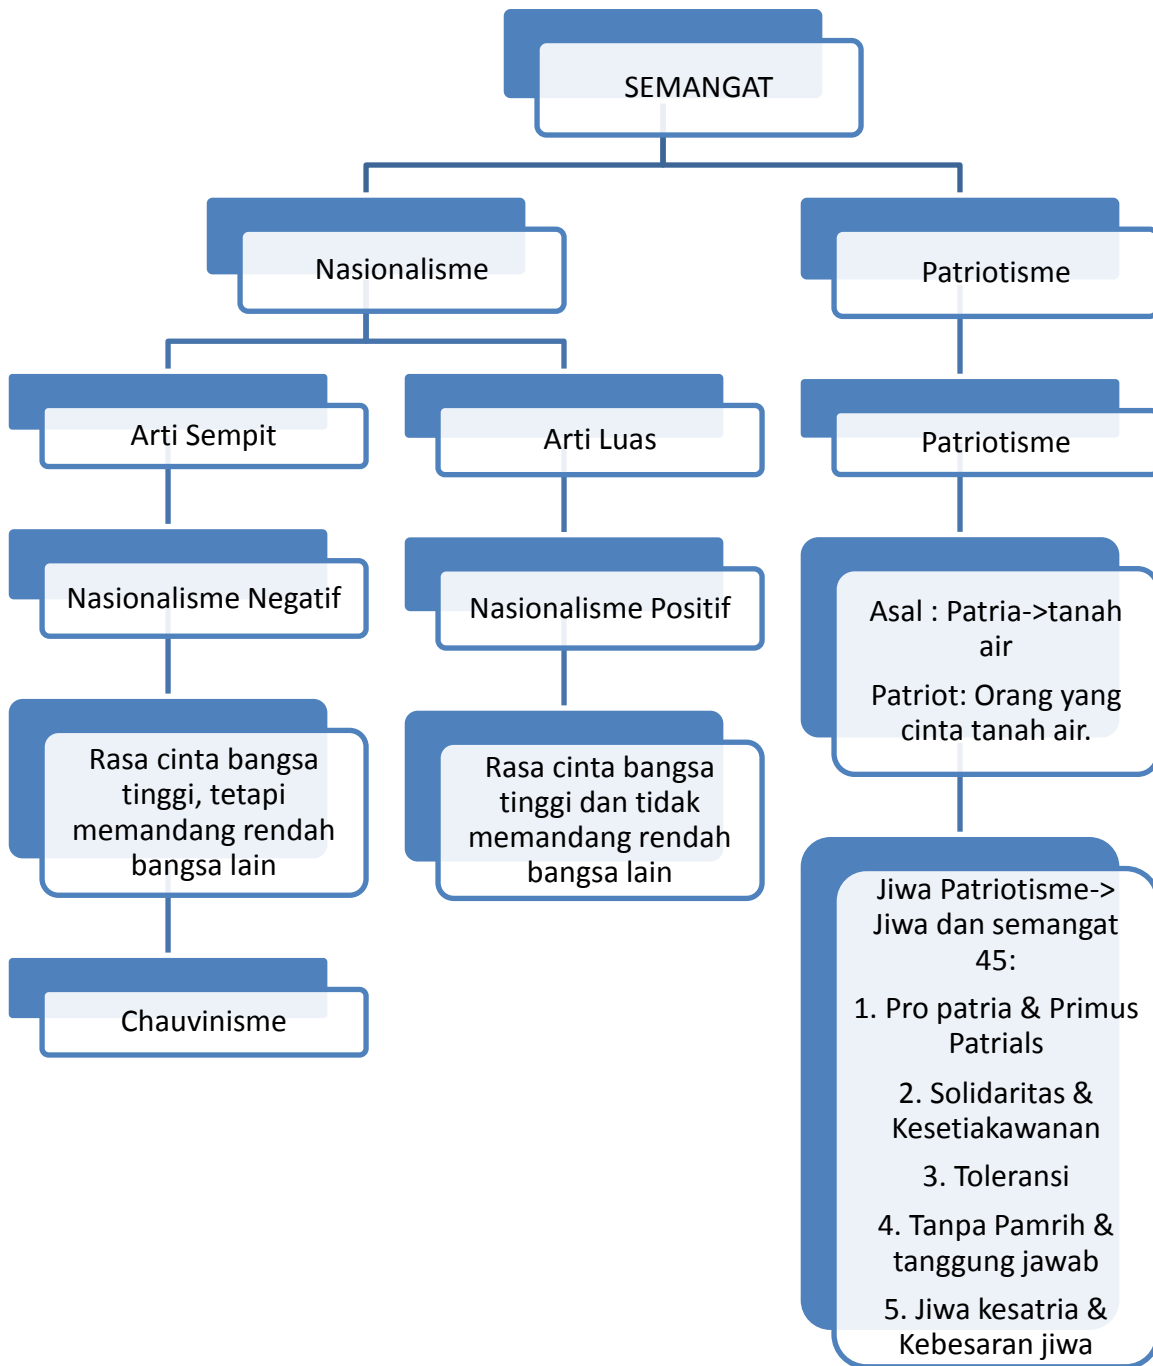 SEMANGAT
Nasionalisme
Patriotisme
Arti Sempit
Arti Luas
Patriotisme
Nasionalisme Negatif
Nasionalisme Positif
Asal : Patria->tanah
air
Patriot: Orang yang
cinta tanah air.
Rasa cinta bangsa
tinggi, tetapi
memandang rendah
bangsa lain
Rasa cinta bangsa
tinggi dan tidak
memandang rendah
bangsa lain
Jiwa Patriotisme->
Jiwa dan semangat
45:
1. Pro patria & Primus
Patrials
2. Solidaritas &
Kesetiakawanan
3. Toleransi
4. Tanpa Pamrih &
tanggung jawab
5. Jiwa kesatria &
Kebesaran jiwa
Chauvinisme